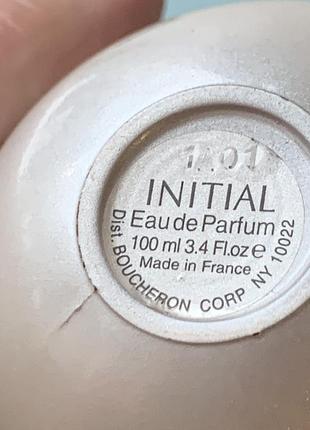 1.01
INITIAL
Eau de Parfum
100 ml 3.4 Fl.oz ℮
Made in France
Dist. BOUCHERON CORP NY 10022